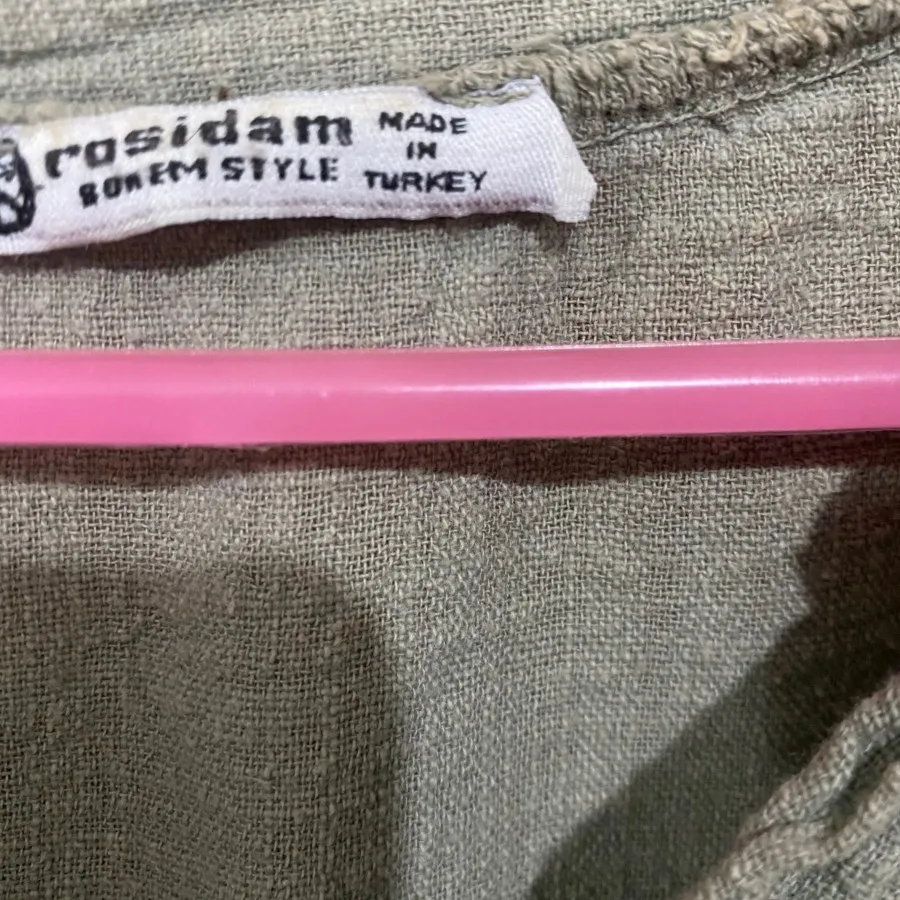 rosidam
BOHEM STYLE
MADE
IN
TURKEY